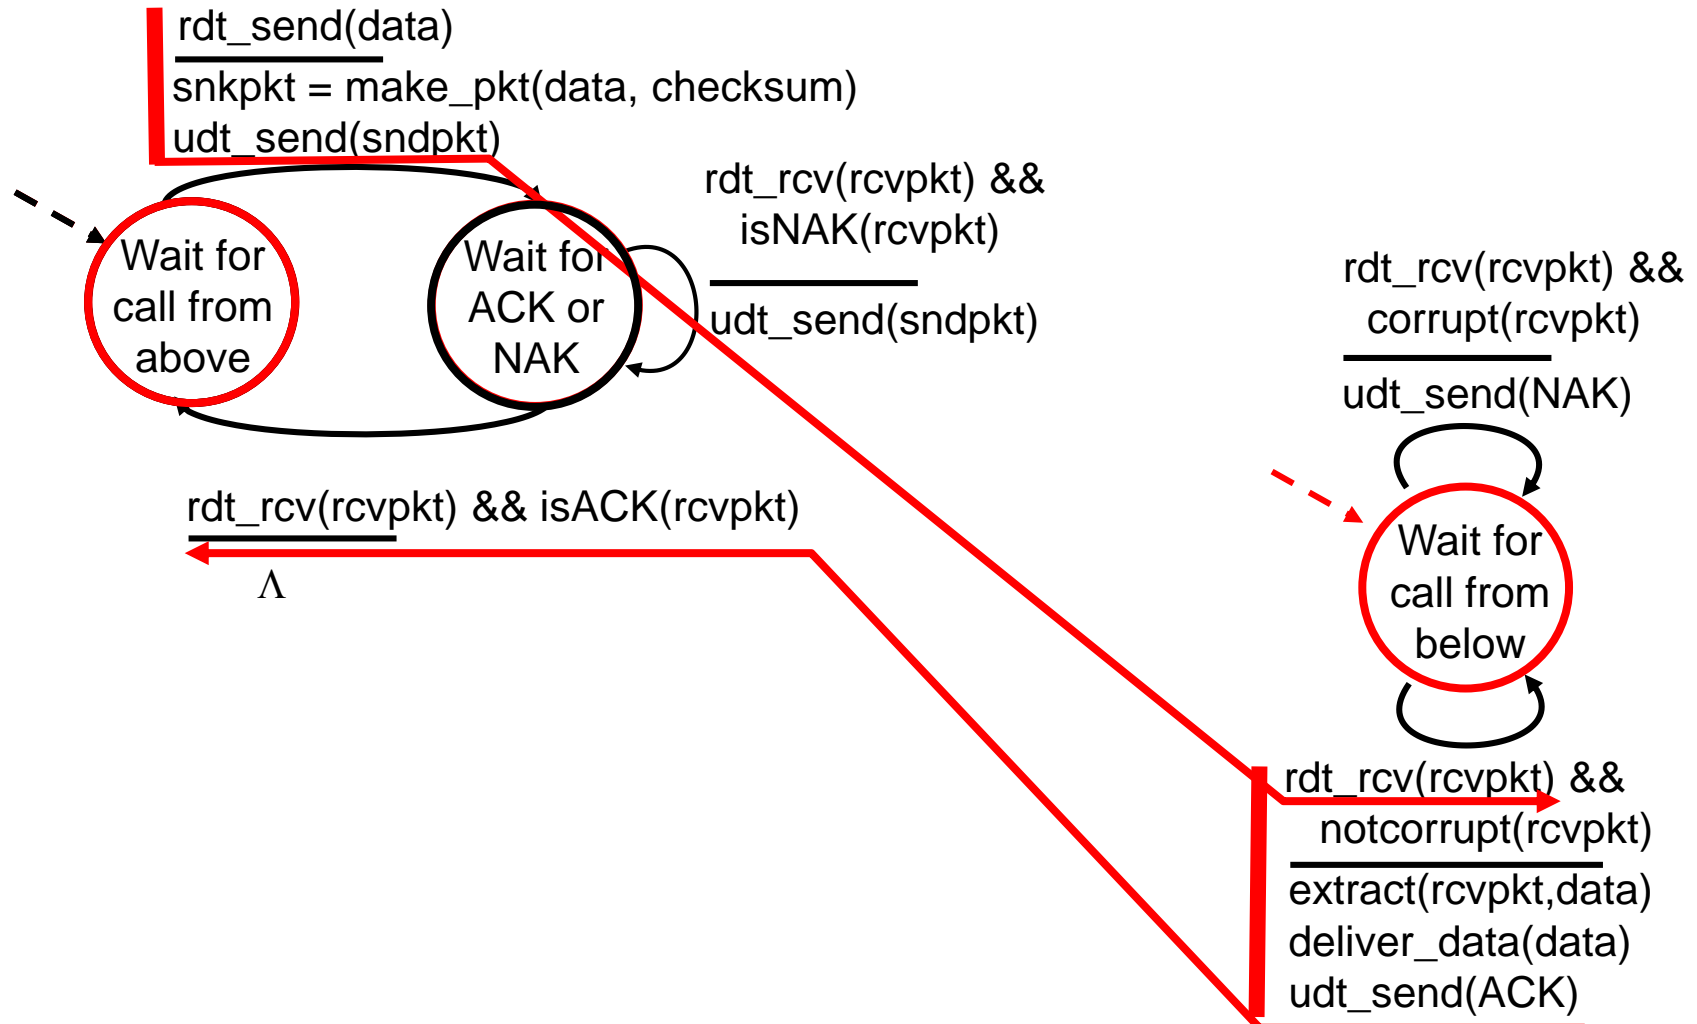 rdt_send(data)
snkpkt = make_pkt(data, checksum)
udt_send(sndpkt)
rdt_rcv(rcvpkt) &&
isNAK(rcvpkt)
udt_send(sndpkt)
Wait for
call from
above
Wait for
ACK or
NAK
rdt_rcv(rcvpkt) && isACK(rcvpkt)
Λ
rdt_rcv(rcvpkt) &&
corrupt(rcvpkt)
udt_send(NAK)
Wait for
call from
below
rdt_rcv(rcvpkt) &&
notcorrupt(rcvpkt)
extract(rcvpkt,data)
deliver_data(data)
udt_send(ACK)